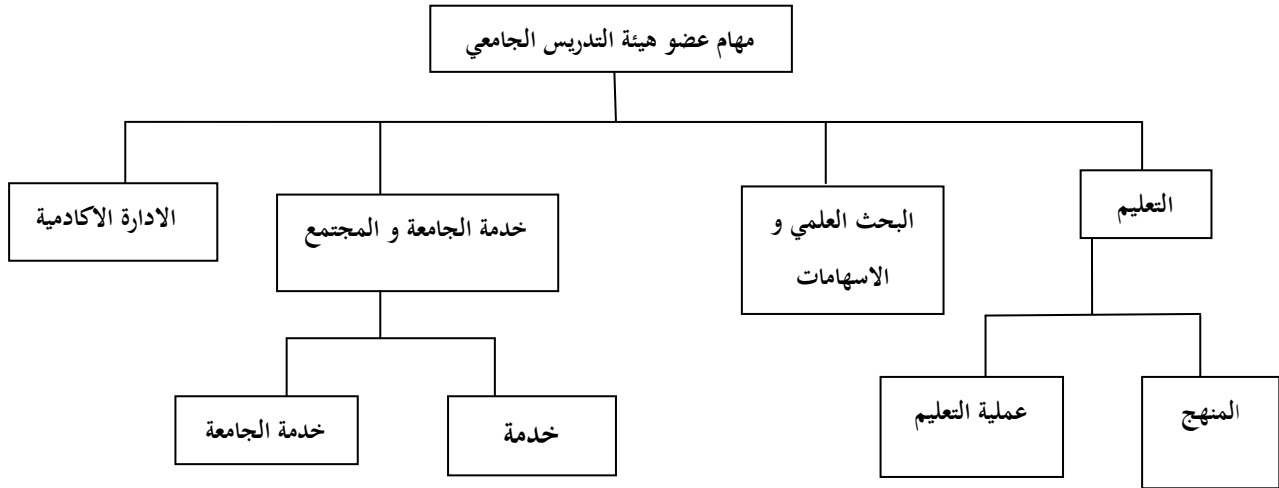 مهام عضو هيئة التدريس الجامعي
التعليم
البحث العلمي و
الاسهامات
خدمة الجامعة و المجتمع
الادارة الاكادمية
المنهج
عملية التعليم
خدمة
خدمة الجامعة